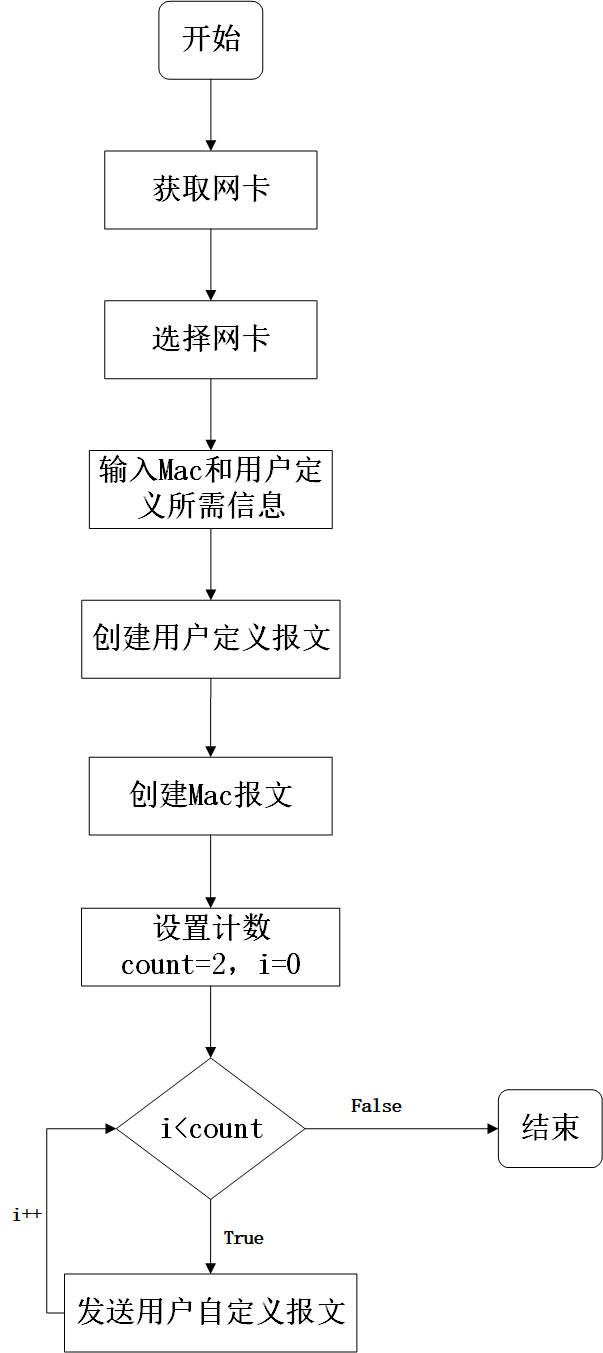 开始
获取网卡
选择网卡
输入Mac和用户定
义所需信息
创建用户定义报文
创建Mac报文
设置计数
count=2, i=0
i<count
False
结束
i++
True
发送用户自定义报文